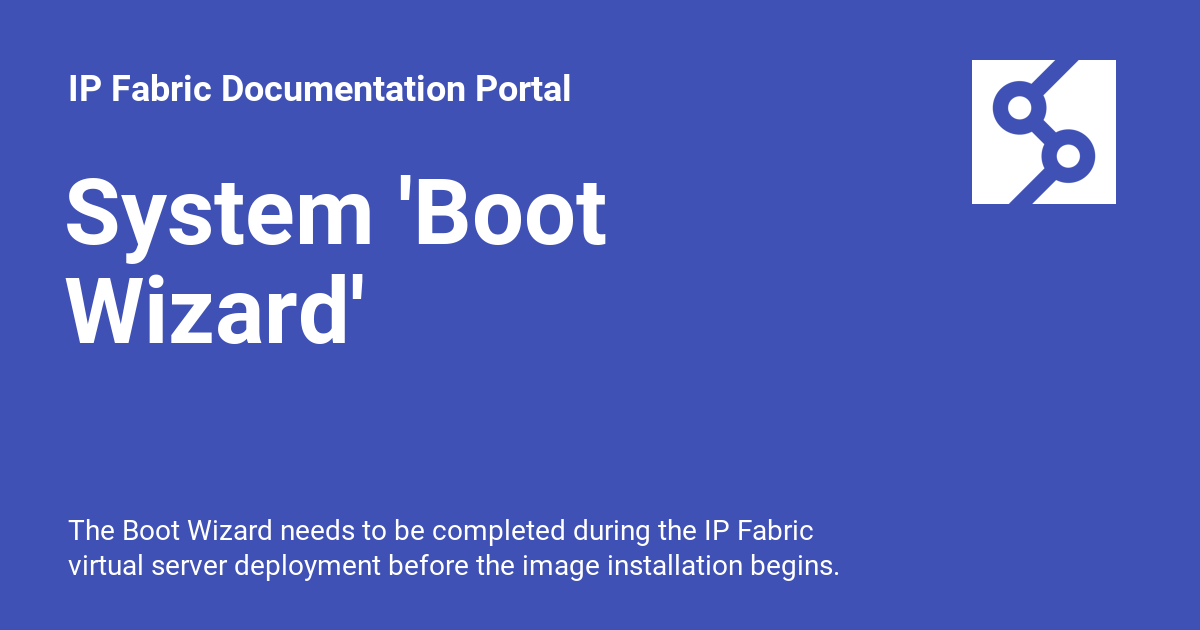 IP Fabric Documentation Portal
System 'Boot
Wizard'
The Boot Wizard needs to be completed during the IP Fabric
virtual server deployment before the image installation begins.